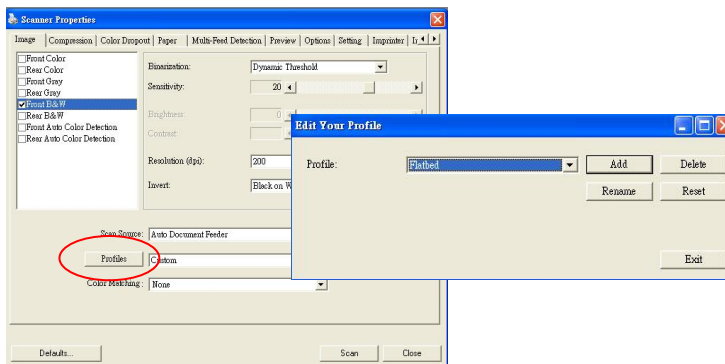 Scanner Properties
Image Compression Color Dropout Paper Multi-Feed Detection Preview Options Setting Imprinter
Front Color
Rear Color
Front Gray
Rear Gray
Front B&W
Rear B&W
Front Auto Color Detection
Rear Auto Color Detection
Binarization: Dynamic Threshold
Sensitivity: 20
Brightness: 0
Contrast:
Resolution (dpi): 200
Invert: Black on W
Scan Source: Auto Document Feeder
Profiles Custom
Color Matching: None
Defaults... Scan Close
Edit Your Profile
Profile: Flatbed Add Delete
Rename Reset
Exit